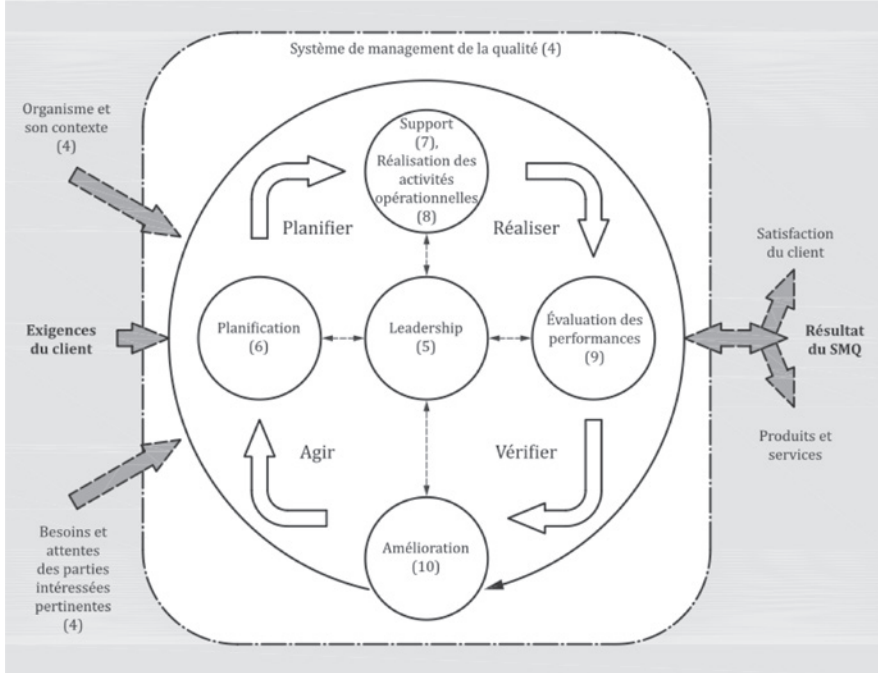 Système de management de la qualité (4)
Organisme et
son contexte
(4)
Support
(7),
Réalisation des
activités
opérationnelles
(8)
Planifier
Réaliser
Satisfaction
du client
Exigences
du client
Planification
(6)
Leadership
(5)
Évaluation des
performances
(9)
Résultat
du SMQ
Agir
Vérifier
Produits et
services
Besoins et
attentes
des parties
intéressées
pertinentes
(4)
Amélioration
(10)